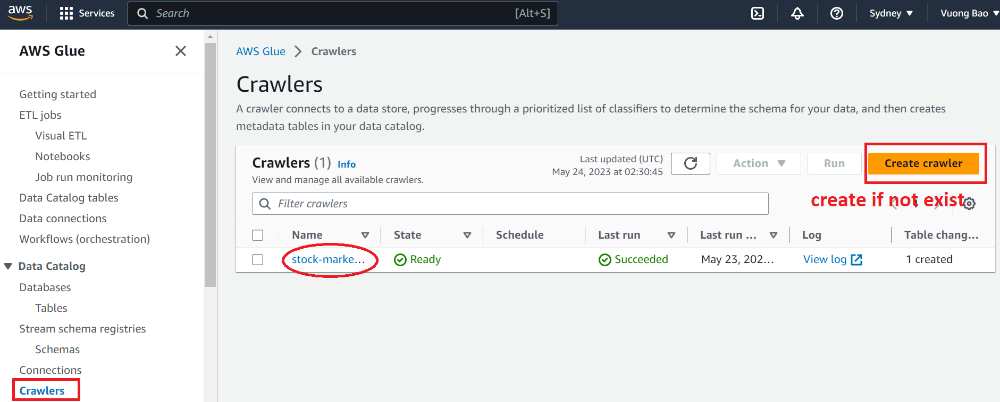 aws Services Search [Alt+S] Sydney Vuong Bao
AWS Glue
Getting started
ETL jobs
Visual ETL
Notebooks
Job run monitoring
Data Catalog tables
Data connections
Workflows (orchestration)
Data Catalog
Databases
Tables
Stream schema registries
Schemas
Connections
Crawlers
AWS Glue Crawlers
Crawlers
A crawler connects to a data store, progresses through a prioritized list of classifiers to determine the schema for your data, and then creates
metadata tables in your data catalog.
Crawlers (1) Info
View and manage all available crawlers.
Last updated (UTC)
May 24, 2023 at 02:30:45
Action Run Create crawler
create if not exist
Filter crawlers
Name State Schedule Last run Last run ... Log Table chang...
stock-marke... Ready Succeeded May 23, 202... View log 1 created